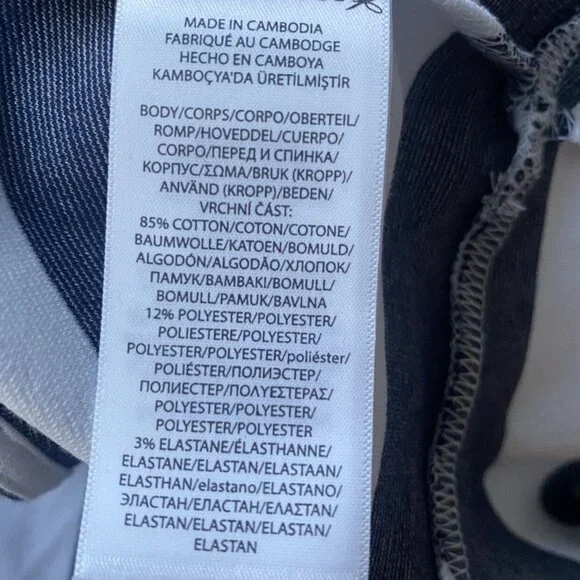 MADE IN CAMBODIA
FABRIQUÉ AU CAMBODGE
HECHO EN CAMBOYA
KAMBOÇYA'DA ÜRETİLMİŞTİR
BODY/CORPS/CORPO/OBERTEIL/
ROMP/HOVEDDEL/CUERPO/
CORPO/ПЕРЕД И СПИНКА/
КОРПУС/ΣΩΜΑ/BRUK (KROPP)/
ANVÄND (KROPP)/BEDEN/
VRCHNÍ ČÁST:
85% COTTON/COTON/COTONE/
BAUMWOLLE/KATOEN/BOMULD/
ALGODÓN/ALGODÃO/ХЛОПОК/
ПАМУК/ΒΑΜΒΑΚΙ/BOMULL/
BOMULL/PAMUK/BAVLNA
12% POLYESTER/POLYESTER/
POLIESTERE/POLYESTER/
POLYESTER/POLYESTER/poliéster/
POLIÉSTER/ПОЛИЭСТЕР/
ПОЛИЕСТЕР/ΠΟΛΥΕΣΤΕΡΑΣ/
POLYESTER/POLYESTER/
POLYESTER/POLYESTER
3% ELASTANE/ÉLASTHANNE/
ELASTAN/ELASTAN/ELASTAAN/
ELASTHAN/elastano/ELASTANO/
ЭЛАСТАН/ЕЛАСТАН/ΕΛΑΣΤΑΝ/
ELASTAN/ELASTAN/ELASTAN/
ELASTAN